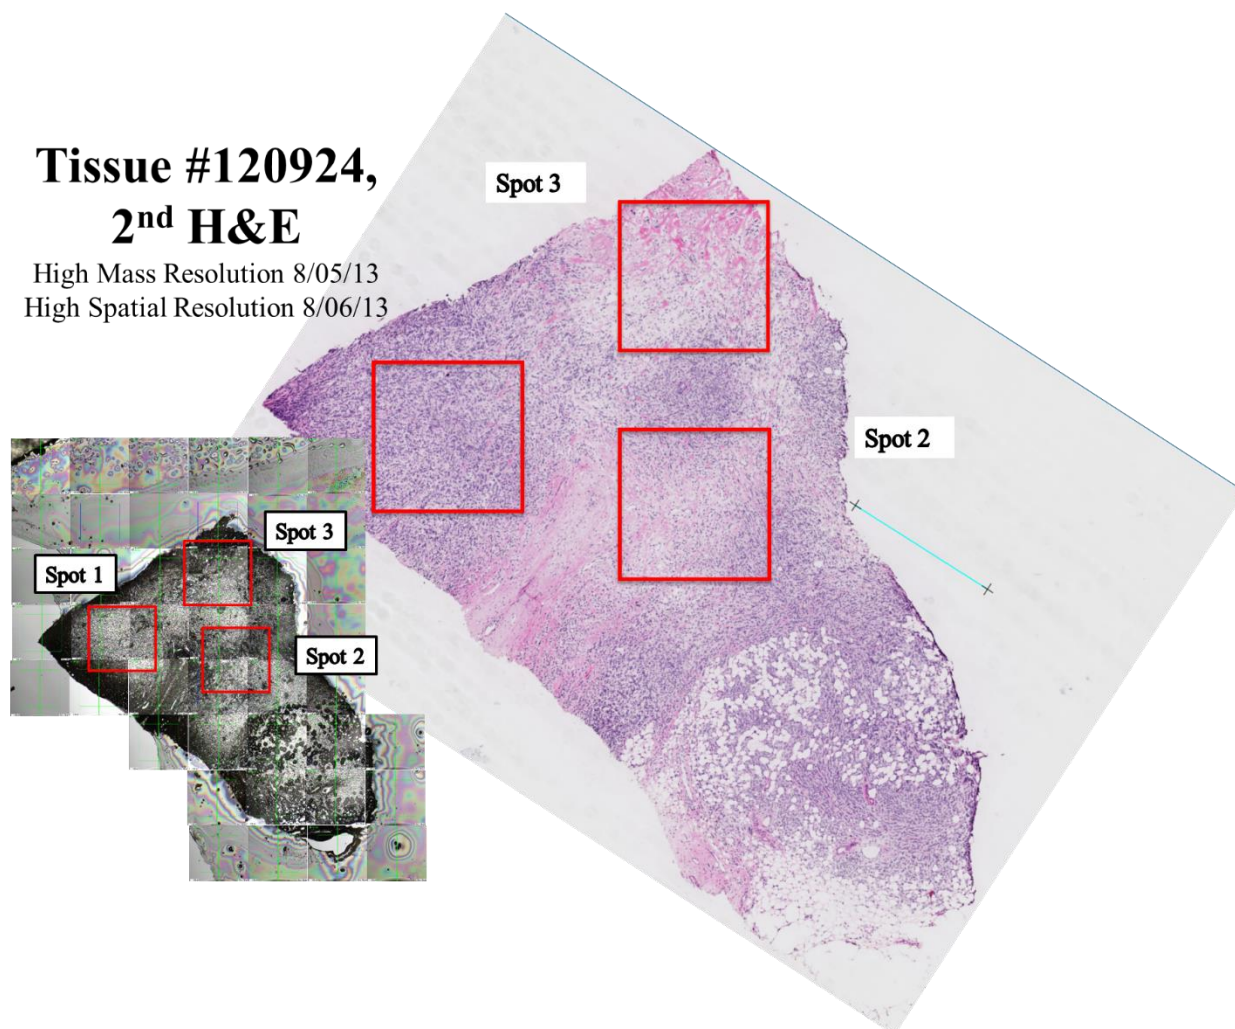 Tissue #120924,
2nd H&E
High Mass Resolution 8/05/13
High Spatial Resolution 8/06/13
Spot 3
Spot 2
Spot 3
Spot 1
Spot 2